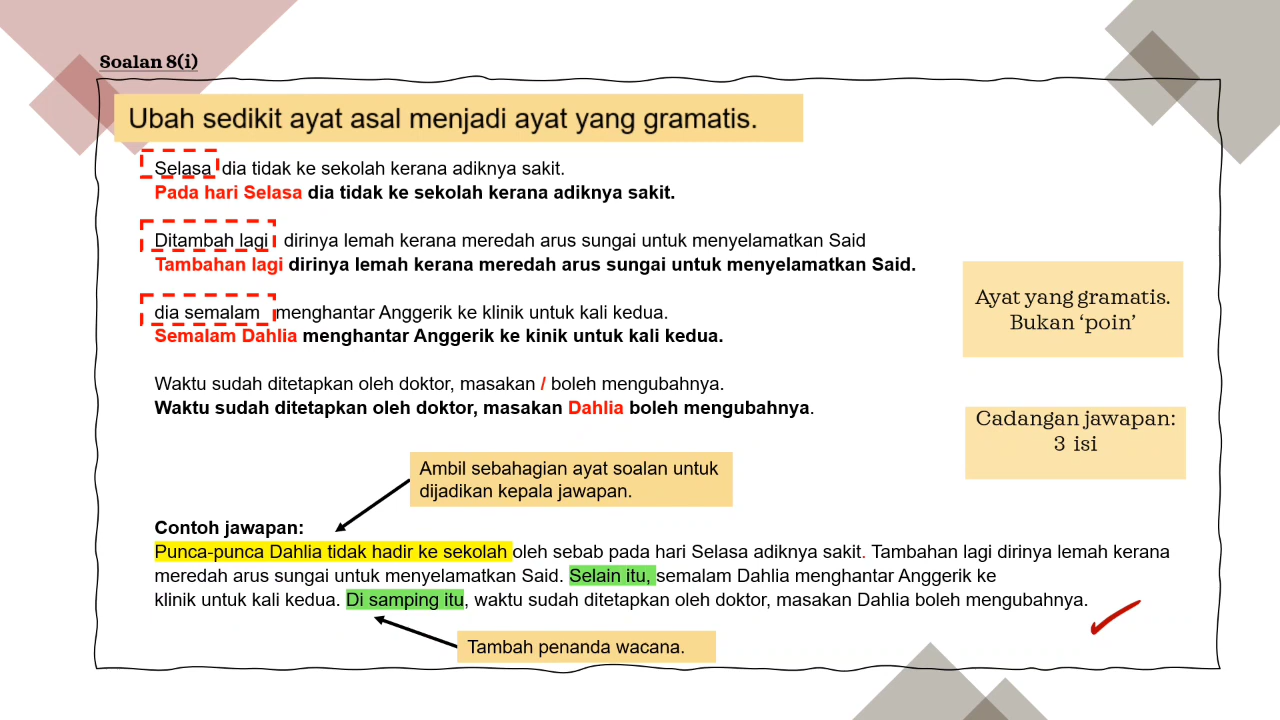 Soalan 8(i)
Ubah sedikit ayat asal menjadi ayat yang gramatis.
Selasa dia tidak ke sekolah kerana adiknya sakit.
Pada hari Selasa dia tidak ke sekolah kerana adiknya sakit.
Ditambah lagi dirinya lemah kerana meredah arus sungai untuk menyelamatkan Said
Tambahan lagi dirinya lemah kerana meredah arus sungai untuk menyelamatkan Said.
dia semalam menghantar Anggerik ke klinik untuk kali kedua.
Semalam Dahlia menghantar Anggerik ke kinik untuk kali kedua.
Waktu sudah ditetapkan oleh doktor, masakan / boleh mengubahnya.
Waktu sudah ditetapkan oleh doktor, masakan Dahlia boleh mengubahnya.
Ayat yang gramatis.
Bukan ‘poin’
Cadangan jawapan:
3 isi
Ambil sebahagian ayat soalan untuk
dijadikan kepala jawapan.
Contoh jawapan:
Punca-punca Dahlia tidak hadir ke sekolah oleh sebab pada hari Selasa adiknya sakit. Tambahan lagi dirinya lemah kerana
meredah arus sungai untuk menyelamatkan Said. Selain itu, semalam Dahlia menghantar Anggerik ke
klinik untuk kali kedua. Di samping itu, waktu sudah ditetapkan oleh doktor, masakan Dahlia boleh mengubahnya.
Tambah penanda wacana.